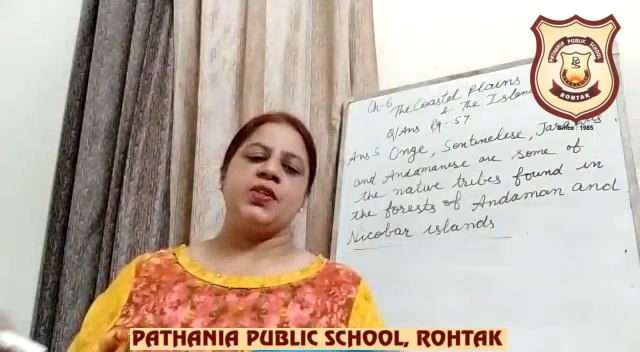 Ch-6 The Coastal Plains
& The Islan
Q/Ans Pg-57
Ans 5 Onge, Sentinelese, Jarawas
and Andamanese are some of
the native tribes found in
the forests of Andaman and
Nicobar islands
PATHANIA PUBLIC SCHOOL
PPS
ROHTAK
Since : 1985
PATHANIA PUBLIC SCHOOL, ROHTAK